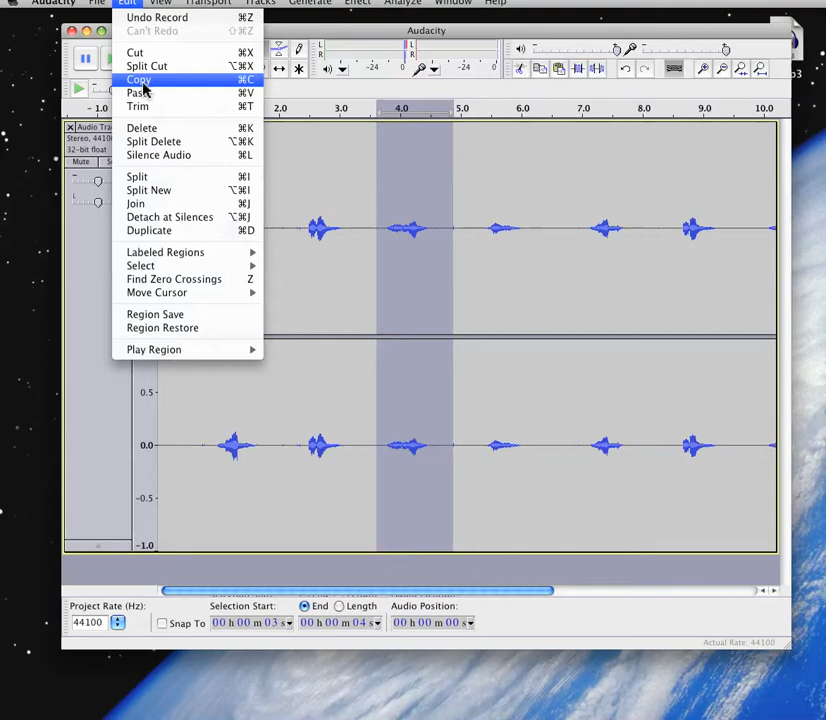 Audacity File Edit View Transport Tracks Generate Effect Analyze Window Help
Audacity
Undo Record ⌘Z
Can't Redo ⇧⌘Z
Cut ⌘X
Split Cut ⌥⌘X
Copy ⌘C
Paste ⌘V
Trim ⌘T
Delete ⌘K
Split Delete ⌥⌘K
Silence Audio ⌘L
Split ⌘I
Split New ⌥⌘I
Join ⌘J
Detach at Silences ⌥⌘J
Duplicate ⌘D
Labeled Regions
Select
Find Zero Crossings Z
Move Cursor
Region Save
Region Restore
Play Region
L
R
-24 0
L
R
-24 0
p3
- 1.0 2.0 3.0 4.0 5.0 6.0 7.0 8.0 9.0 10.0
Audio Trac
Stereo, 44100
32-bit float
Mute S
L
0.5
0.0
-0.5
-1.0
Project Rate (Hz): Selection Start: End Length Audio Position:
44100 Snap To 00 h 00 m 03 s 00 h 00 m 04 s 00 h 00 m 00 s
Actual Rate: 44100